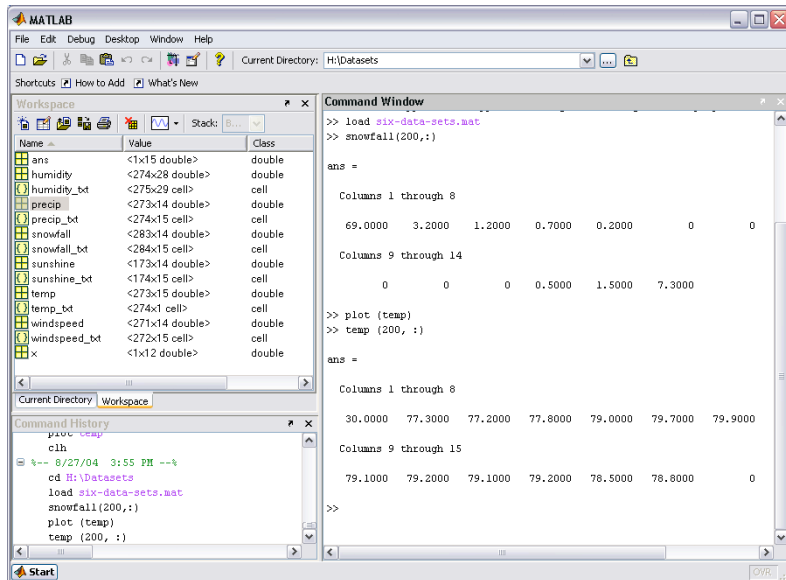 MATLAB
File Edit Debug Desktop Window Help
Current Directory: H:\Datasets
Shortcuts How to Add What's New
Workspace
Stack: B...
Name Value Class
ans <1x15 double> double
humidity <274x28 double> double
humidity_txt <275x29 cell> cell
precip <273x14 double> double
precip_txt <274x15 cell> cell
snowfall <283x14 double> double
snowfall_txt <284x15 cell> cell
sunshine <173x14 double> double
sunshine_txt <174x15 cell> cell
temp <273x15 double> double
temp_txt <274x1 cell> cell
windspeed <271x14 double> double
windspeed_txt <272x15 cell> cell
x <1x12 double> double
Current Directory Workspace
Command History
plot temp
clh
%-- 8/27/04 3:55 PM --%
cd H:\Datasets
load six-data-sets.mat
snowfall(200,:)
plot (temp)
temp (200, :)
Command Window
>> load six-data-sets.mat
>> snowfall(200,:)
ans =
Columns 1 through 8
69.0000 3.2000 1.2000 0.7000 0.2000 0 0
Columns 9 through 14
0 0 0 0.5000 1.5000 7.3000
>> plot (temp)
>> temp (200, :)
ans =
Columns 1 through 8
30.0000 77.3000 77.2000 77.8000 79.0000 79.7000 79.9000
Columns 9 through 15
79.1000 79.2000 79.1000 79.2000 78.5000 78.8000 0
>>
Start
OVR